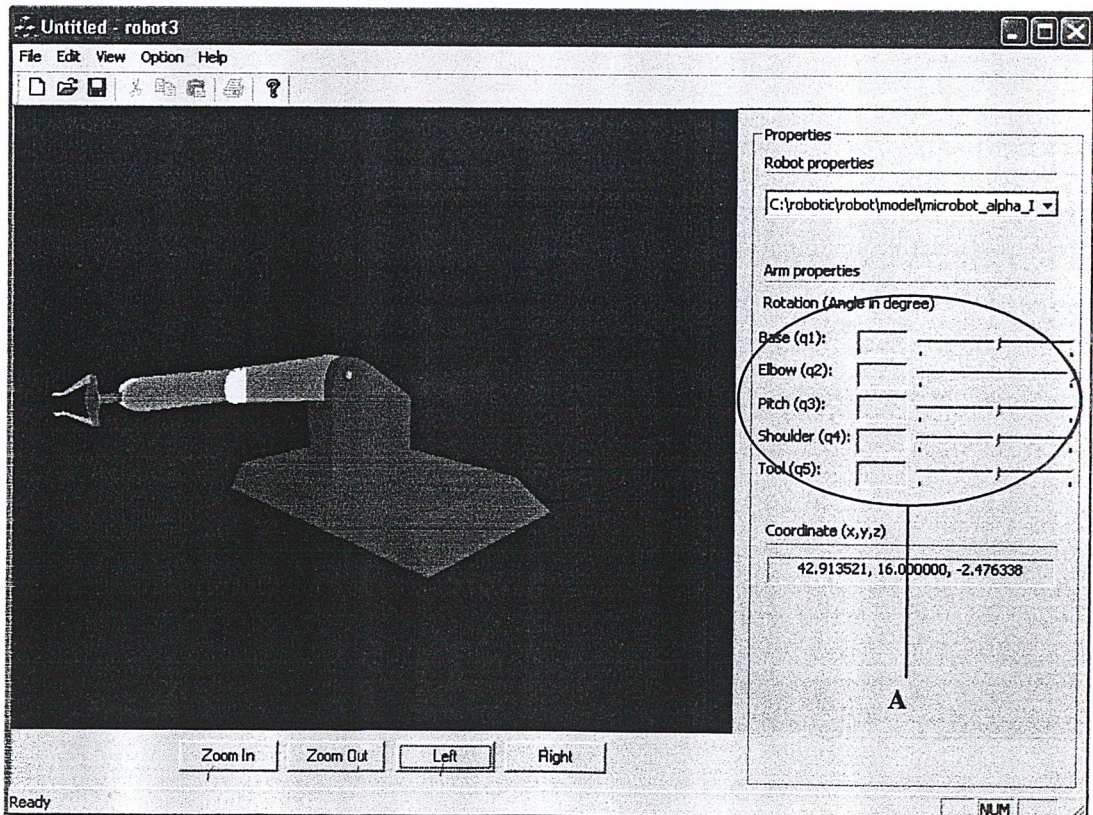 Untitled - robot3
File Edit View Option Help
Properties
Robot properties
C:\robotic\robot\model\microbot_alpha_I
Arm properties
Rotation (Angle in degree)
Base (q1):
Elbow (q2):
Pitch (q3):
Shoulder (q4):
Tool (q5):
Coordinate (x,y,z)
42.913521, 16.000000, -2.476338
A
Zoom In Zoom Out Left Right
Ready
NUM